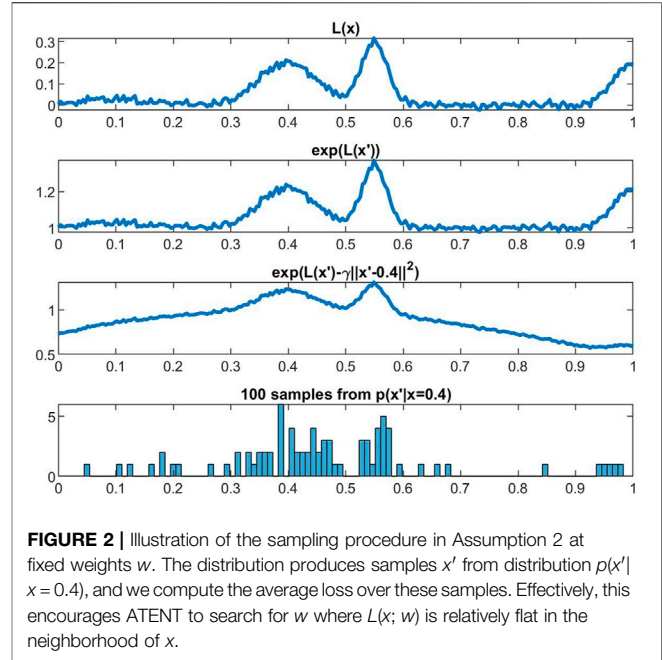 L(x)
0.3
0.2
0.1
0
0 0.1 0.2 0.3 0.4 0.5 0.6 0.7 0.8 0.9 1
exp(L(x'))
1.2
1
0 0.1 0.2 0.3 0.4 0.5 0.6 0.7 0.8 0.9 1
exp(L(x')-γ||x'-0.4||²)
1
0.5
0 0.1 0.2 0.3 0.4 0.5 0.6 0.7 0.8 0.9 1
100 samples from p(x'|x=0.4)
5
0
0 0.1 0.2 0.3 0.4 0.5 0.6 0.7 0.8 0.9 1
FIGURE 2 | Illustration of the sampling procedure in Assumption 2 at
fixed weights w. The distribution produces samples x′ from distribution p(x′|
x = 0.4), and we compute the average loss over these samples. Effectively, this
encourages ATENT to search for w where L(x; w) is relatively flat in the
neighborhood of x.